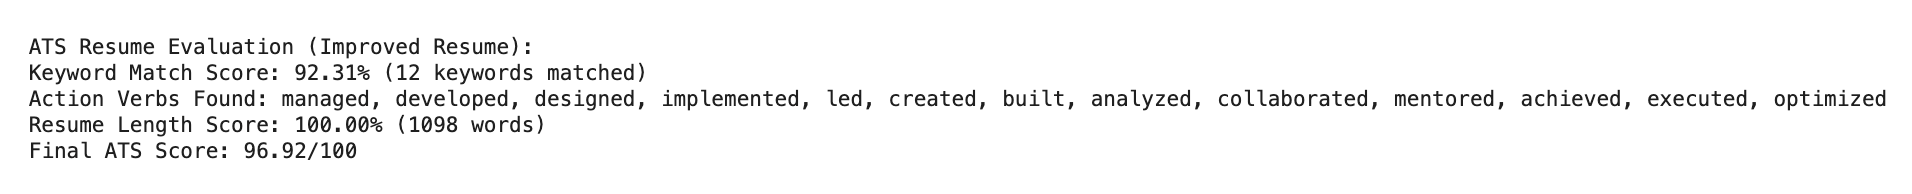 ATS Resume Evaluation (Improved Resume):
Keyword Match Score: 92.31% (12 keywords matched)
Action Verbs Found: managed, developed, designed, implemented, led, created, built, analyzed, collaborated, mentored, achieved, executed, optimized
Resume Length Score: 100.00% (1098 words)
Final ATS Score: 96.92/100